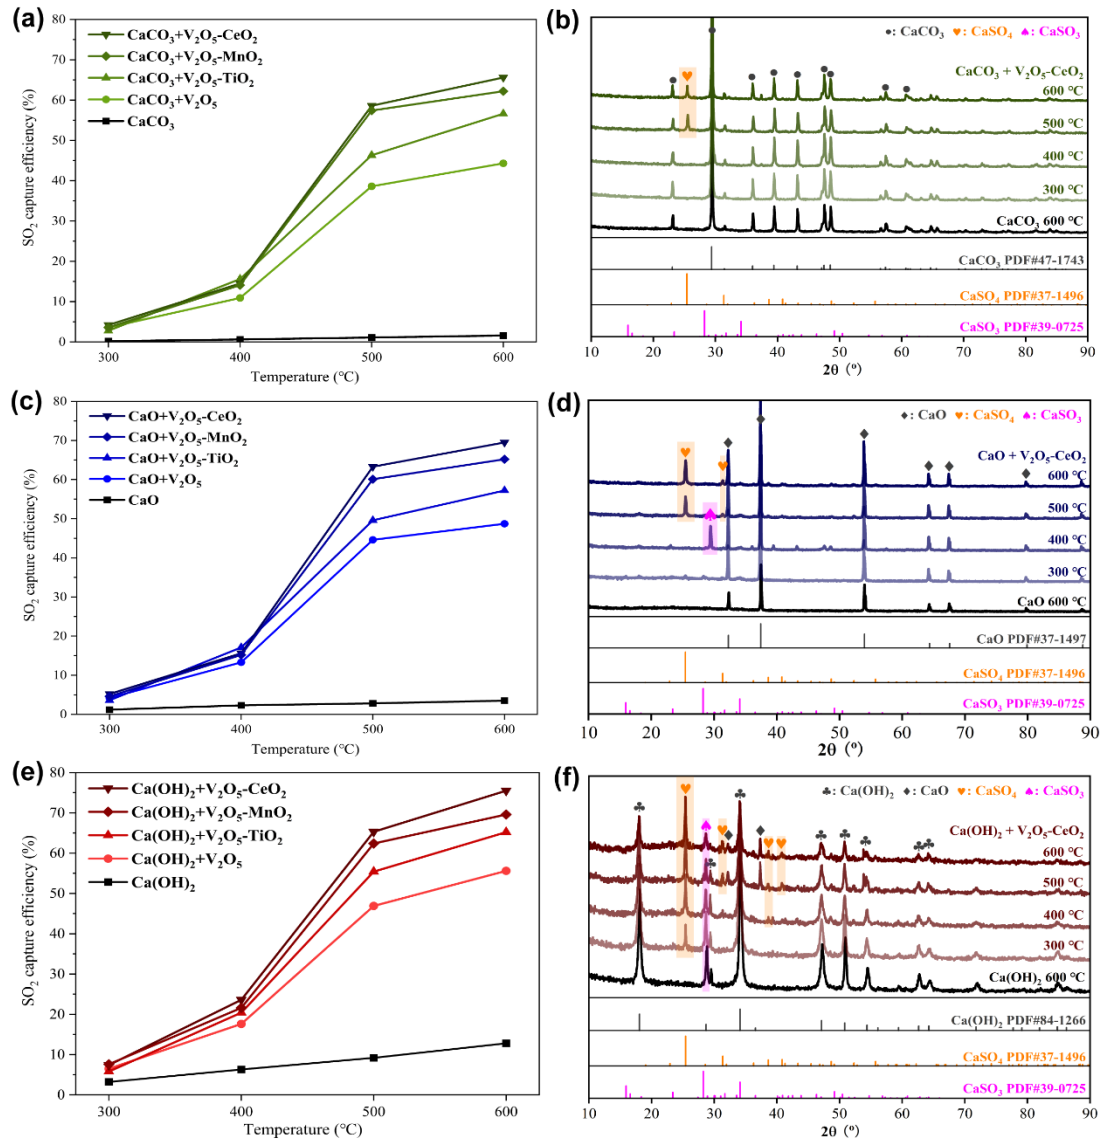 (a)
CaCO₃+V₂O₅-CeO₂
CaCO₃+V₂O₅-MnO₂
CaCO₃+V₂O₅-TiO₂
CaCO₃+V₂O₅
CaCO₃
SO₂ capture efficiency (%)
80
70
60
50
40
30
20
10
0
300 400 500 600
Temperature (℃)
(b)
●: CaCO₃ ♥: CaSO₄ ♠: CaSO₃
CaCO₃ + V₂O₅-CeO₂
600 ℃
500 ℃
400 ℃
300 ℃
CaCO₃ 600 ℃
CaCO₃ PDF#47-1743
CaSO₄ PDF#37-1496
CaSO₃ PDF#39-0725
10 20 30 40 50 60 70 80 90
2θ (°)
(c)
CaO+V₂O₅-CeO₂
CaO+V₂O₅-MnO₂
CaO+V₂O₅-TiO₂
CaO+V₂O₅
CaO
SO₂ capture efficiency (%)
80
70
60
50
40
30
20
10
0
300 400 500 600
Temperature (℃)
(d)
◆: CaO ♥: CaSO₄ ♠: CaSO₃
CaO + V₂O₅-CeO₂
600 ℃
500 ℃
400 ℃
300 ℃
CaO 600 ℃
CaO PDF#37-1497
CaSO₄ PDF#37-1496
CaSO₃ PDF#39-0725
10 20 30 40 50 60 70 80 90
2θ (°)
(e)
Ca(OH)₂+V₂O₅-CeO₂
Ca(OH)₂+V₂O₅-MnO₂
Ca(OH)₂+V₂O₅-TiO₂
Ca(OH)₂+V₂O₅
Ca(OH)₂
SO₂ capture efficiency (%)
80
70
60
50
40
30
20
10
0
300 400 500 600
Temperature (℃)
(f)
♣: Ca(OH)₂ ◆: CaO ♥: CaSO₄ ♠: CaSO₃
Ca(OH)₂ + V₂O₅-CeO₂
600 ℃
500 ℃
400 ℃
300 ℃
Ca(OH)₂ 600 ℃
Ca(OH)₂ PDF#84-1266
CaSO₄ PDF#37-1496
CaSO₃ PDF#39-0725
10 20 30 40 50 60 70 80 90
2θ (°)